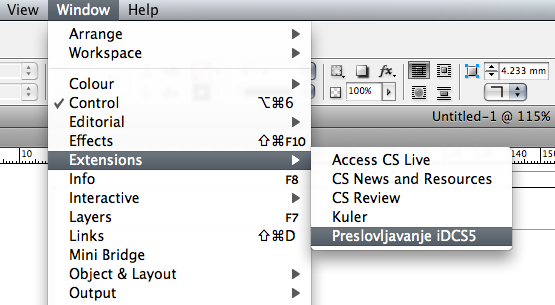 View Window Help
Arrange
Workspace
Colour
Control ⌥⌘6
Editorial
Effects ⇧⌘F10
Extensions
Info F8
Interactive
Layers F7
Links ⇧⌘D
Mini Bridge
Object & Layout
Output
Access CS Live
CS News and Resources
CS Review
Kuler
Preslovljavanje iDCS5
fx.
4.233 mm
100%
Untitled-1 @ 115%
10
140
150